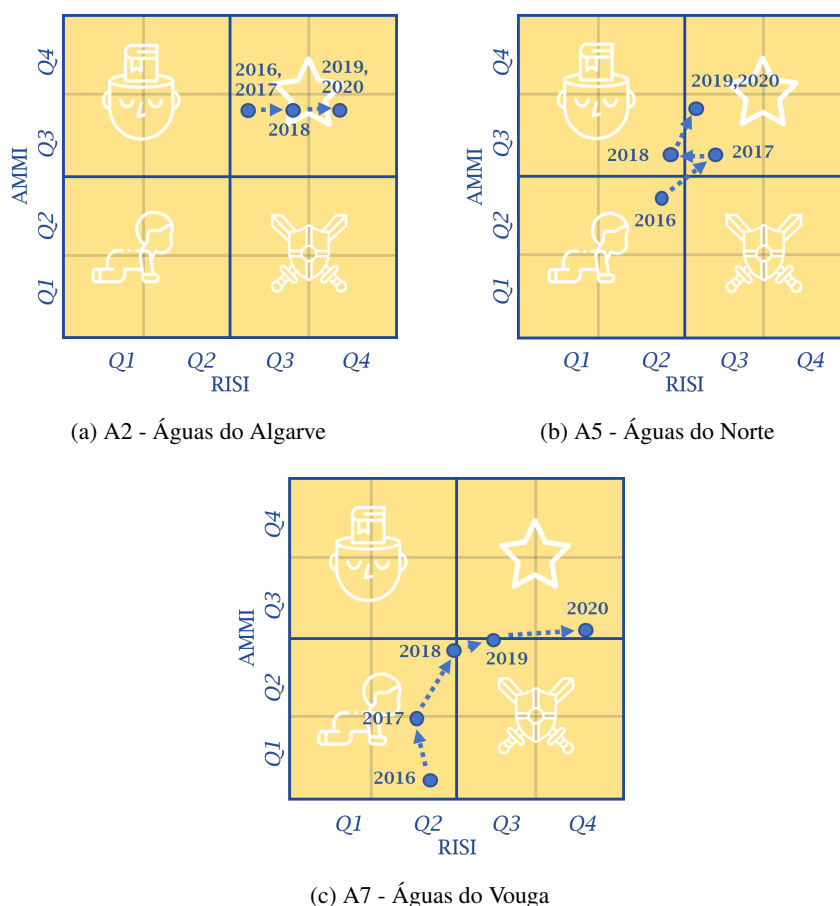 AMMI
Q4
Q3
Q2
Q1
2016,
2017
2018
2019,
2020
Q1 Q2 Q3 Q4
RISI
(a) A2 - Águas do Algarve
AMMI
Q4
Q3
Q2
Q1
2019,2020
2018
2017
2016
Q1 Q2 Q3 Q4
RISI
(b) A5 - Águas do Norte
AMMI
Q4
Q3
Q2
Q1
2020
2018
2019
2017
2016
Q1 Q2 Q3 Q4
RISI
(c) A7 - Águas do Vouga